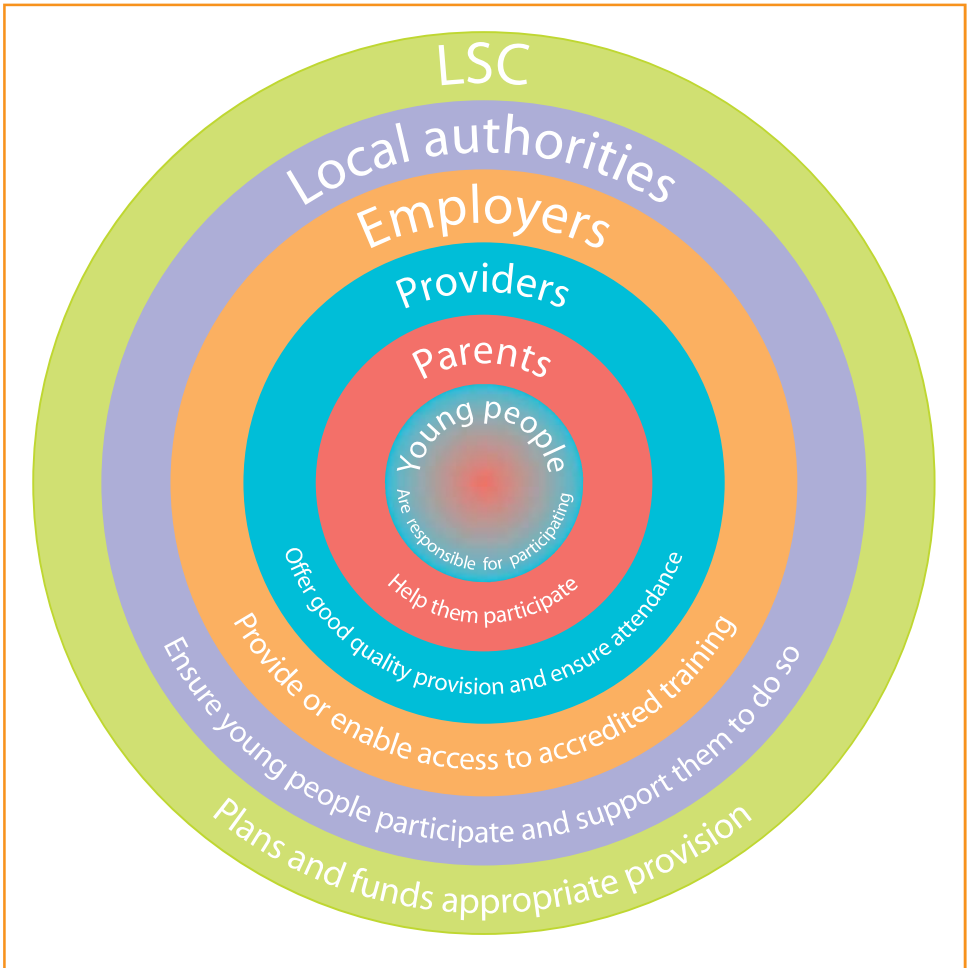 LSC
Local authorities
Employers
Providers
Parents
Young people
Are responsible for participating
Help them participate
Offer good quality provision and ensure attendance
Provide or enable access to accredited training
Ensure young people participate and support them to do so
Plans and funds appropriate provision